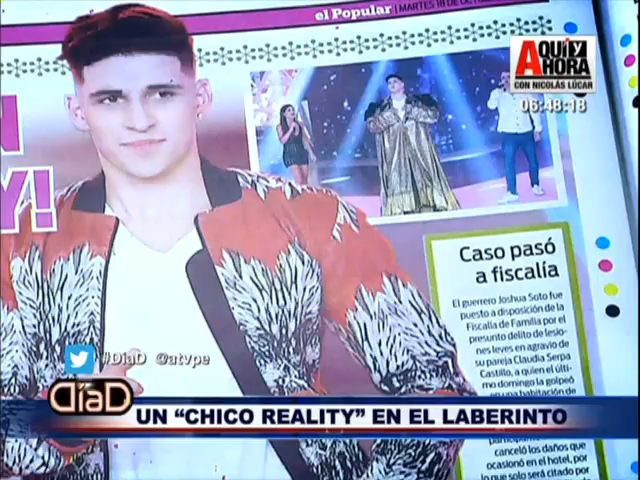 el Popular | MARTES 18 DE
AQUÍ Y
AHORA
CON NICOLÁS LÚCAR
06:48:18
N
Y!
Caso pasó
a fiscalía
El guerrero Joshua Soto fue
puesto a disposición de la
Fiscalía de Familia por el
presunto delito de lesio-
nes leves en agravio de
su pareja Claudia Serpa
Castillo, a quien el últi-
mo domingo la golpeó
en una habitación de
#DíaD @atvpe
DíaD
UN “CHICO REALITY” EN EL LABERINTO
canceló los daños que
ocasionó en el hotel, por
lo que solo será citado por